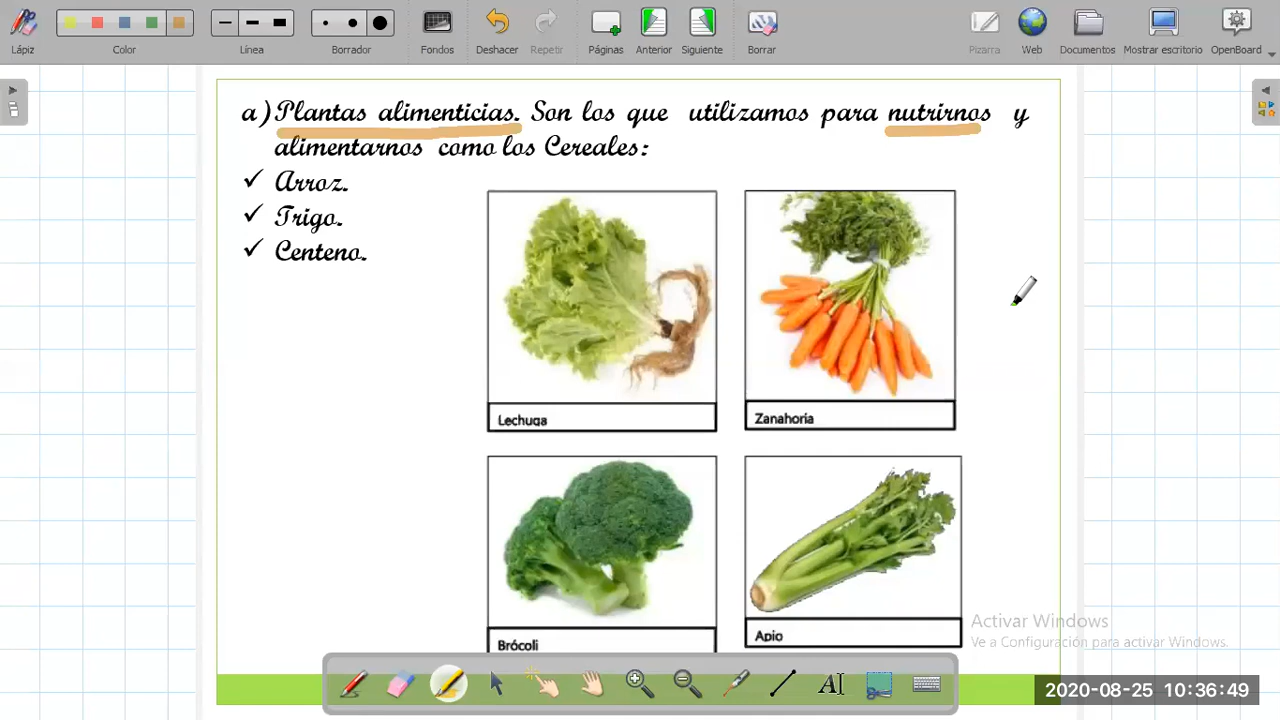 Lápiz
Color
Línea
Borrador
Fondos
Deshacer
Repetir
Páginas
Anterior
Siguiente
Borrar
Pizarra
Web
Documentos
Mostrar escritorio
OpenBoard
a) Plantas alimenticias. Son los que utilizamos para nutrirnos y
alimentarnos como los Cereales:
✓ Arroz.
✓ Trigo.
✓ Centeno.
Lechuga
Zanahoria
Brócoli
Apio
Activar Windows
Ve a Configuración para activar Windows.
2020-08-25 10:36:49